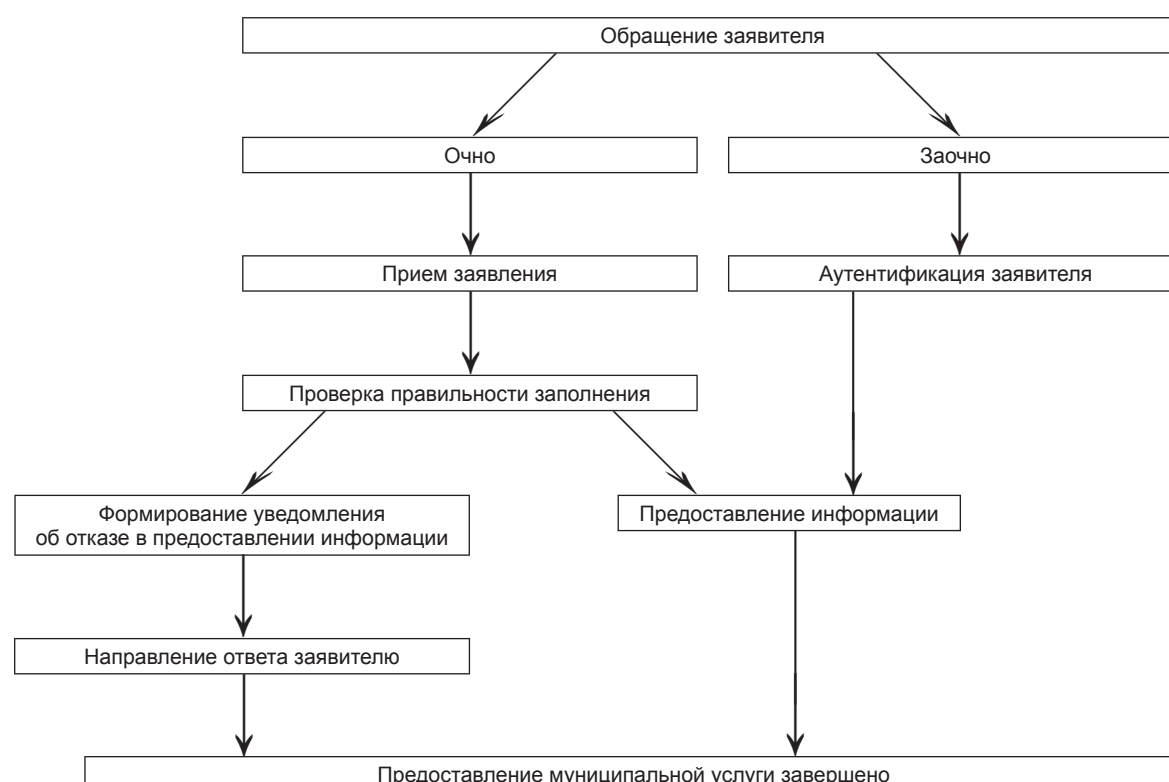 Обращение заявителя
Очно
Заочно
Прием заявления
Аутентификация заявителя
Проверка правильности заполнения
Формирование уведомления
об отказе в предоставлении информации
Предоставление информации
Направление ответа заявителю
Предоставление муниципальной услуги завершено